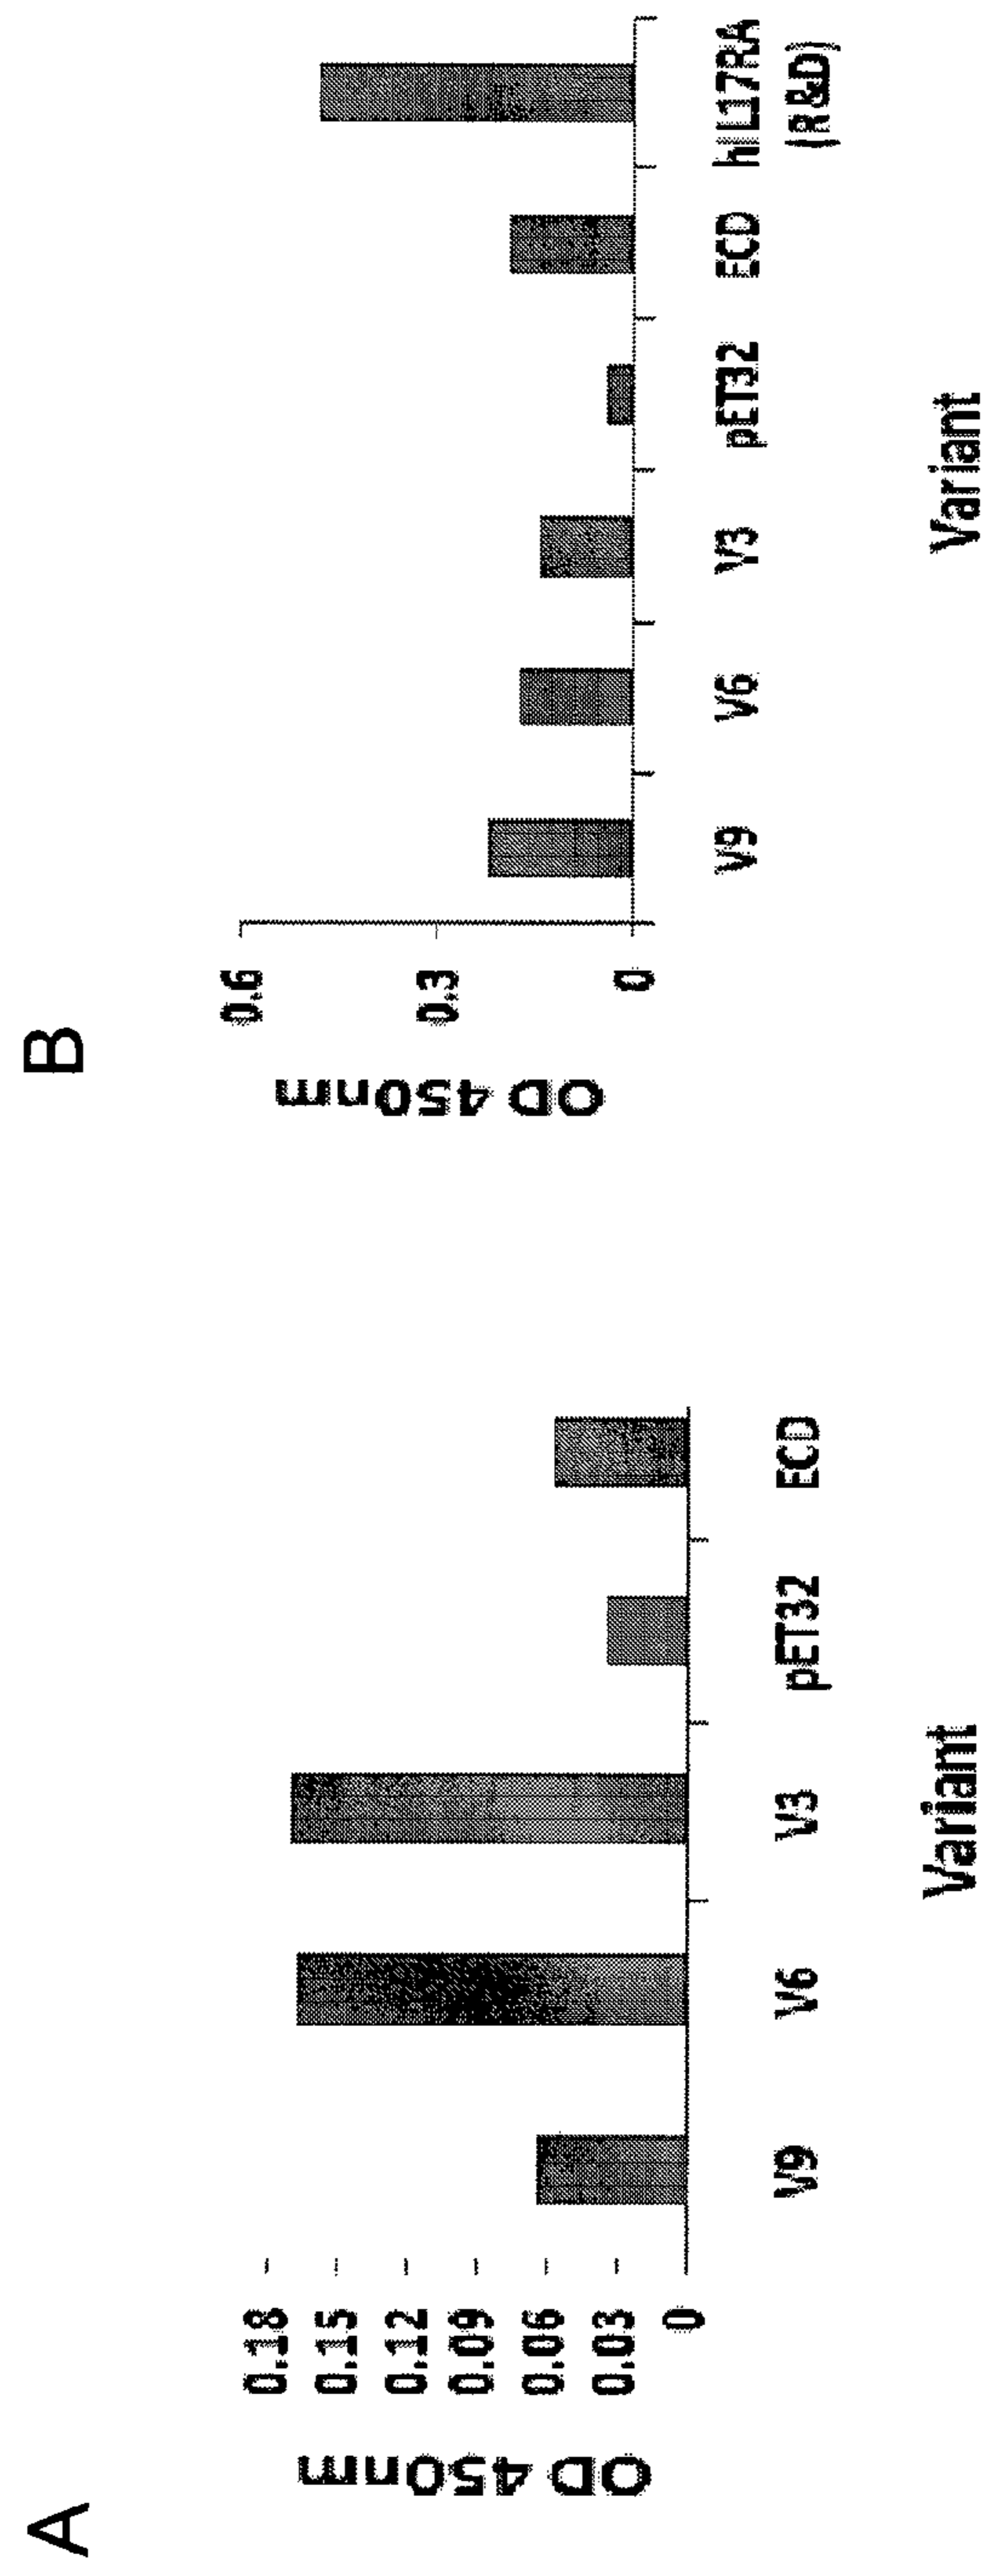 A
OD 450nm
0.18
0.15
0.12
0.09
0.06
0.03
0
V9
V6
V3
pET32
ECD
Variant
B
OD 450nm
0.6
0.3
0
V9
V6
V3
pET32
ECD
hIL17RA
(R&D)
Variant